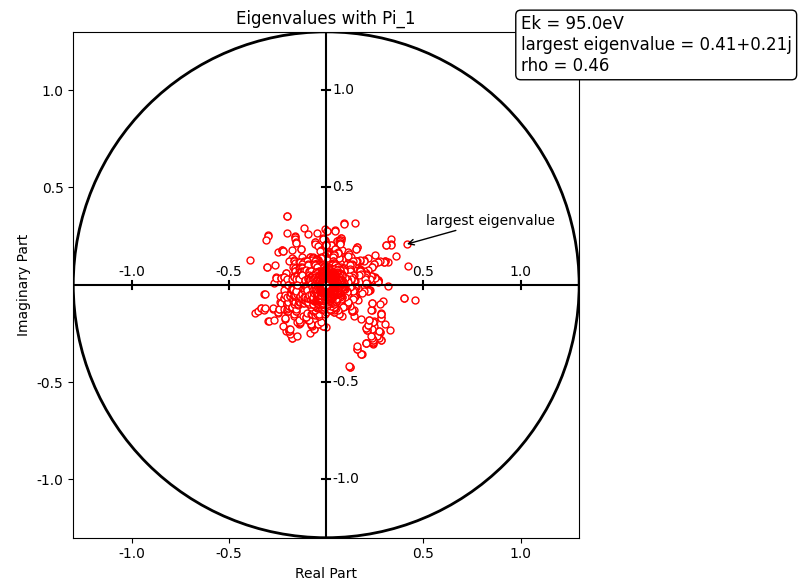 Eigenvalues with Pi_1
Ek = 95.0eV
largest eigenvalue = 0.41+0.21j
rho = 0.46
1.0
1.0
0.5
0.5
largest eigenvalue
-1.0
-0.5
0.5
1.0
0.0
Imaginary Part
-0.5
-0.5
-1.0
-1.0
-1.0
-0.5
0.5
1.0
Real Part